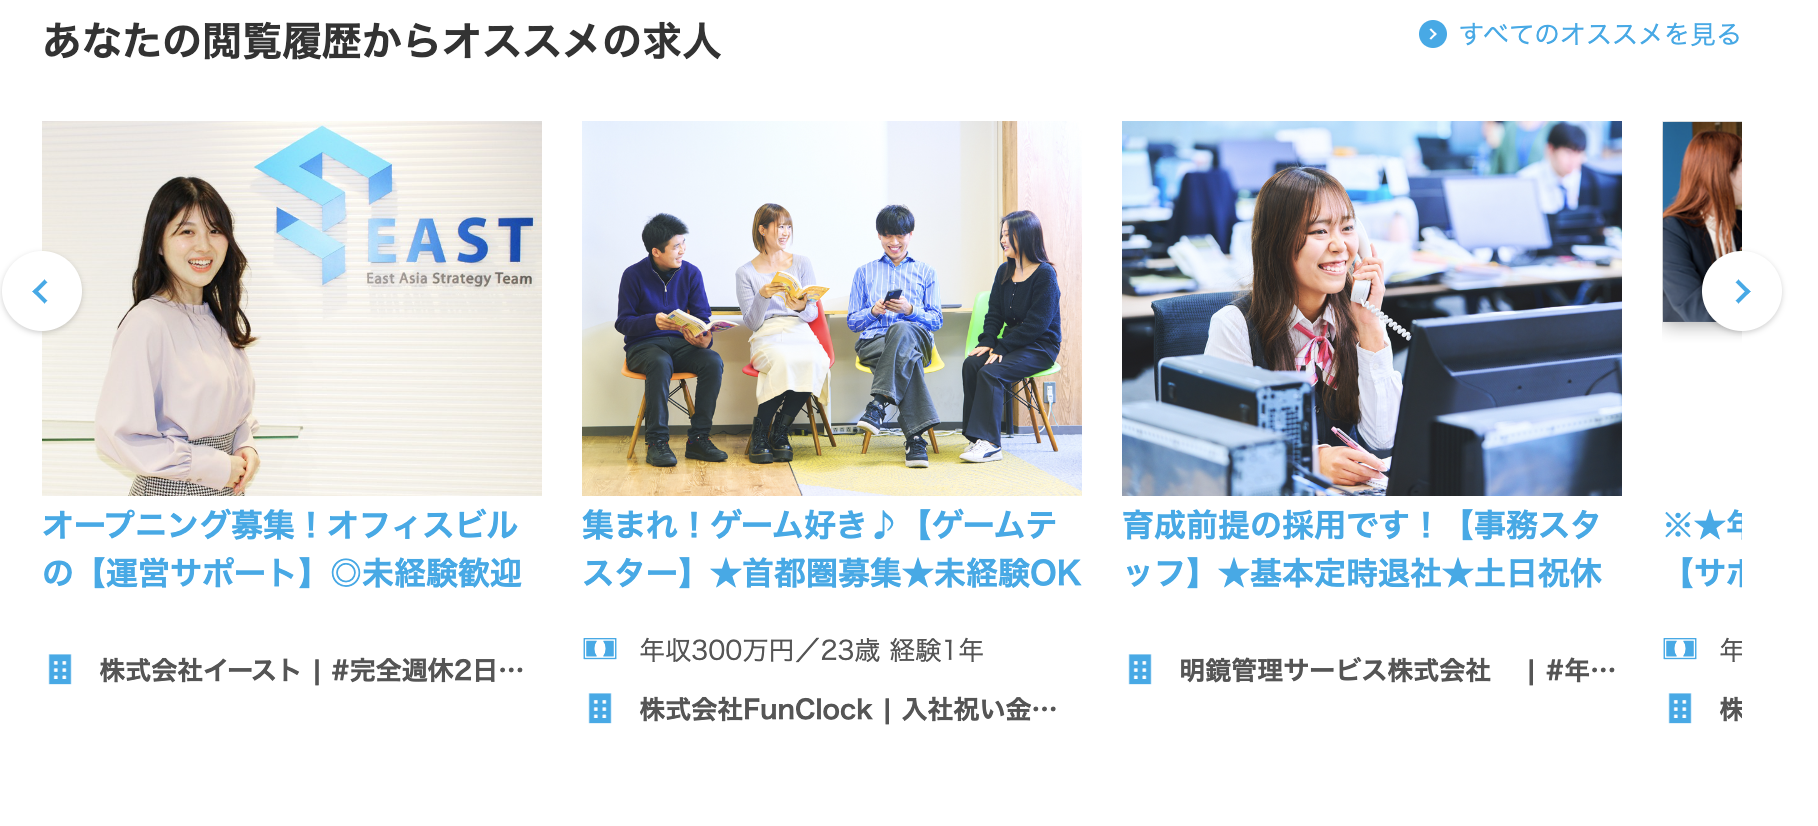 あなたの閲覧履歴からオススメの求人
すべてのオススメを見る
EAST
East Asia Strategy Team
オープニング募集！オフィスビル
の【運営サポート】◎未経験歓迎
株式会社イースト | #完全週休2日…
集まれ！ゲーム好き♪【ゲームテ
スター】★首都圏募集★未経験OK
年収300万円／23歳 経験1年
株式会社FunClock | 入社祝い金…
育成前提の採用です！【事務スタ
ッフ】★基本定時退社★土日祝休
明鏡管理サービス株式会社　| #年…
※★年
【サポ
年
株